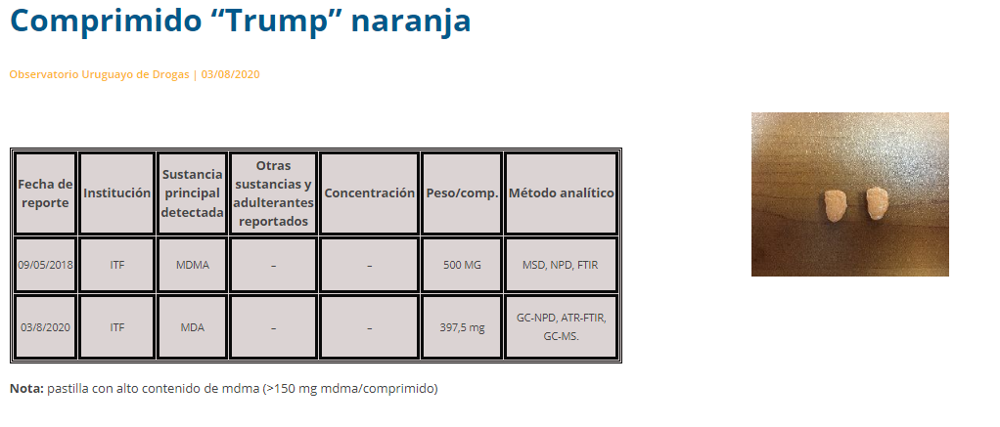 Comprimido “Trump” naranja
Observatorio Uruguayo de Drogas | 03/08/2020
Fecha de reporte Institución Sustancia principal detectada Otras sustancias y adulterantes reportados Concentración Peso/comp. Método analítico
09/05/2018 ITF MDMA – – 500 MG MSD, NPD, FTIR
03/8/2020 ITF MDA – – 397,5 mg GC-NPD, ATR-FTIR, GC-MS.
Nota: pastilla con alto contenido de mdma (>150 mg mdma/comprimido)